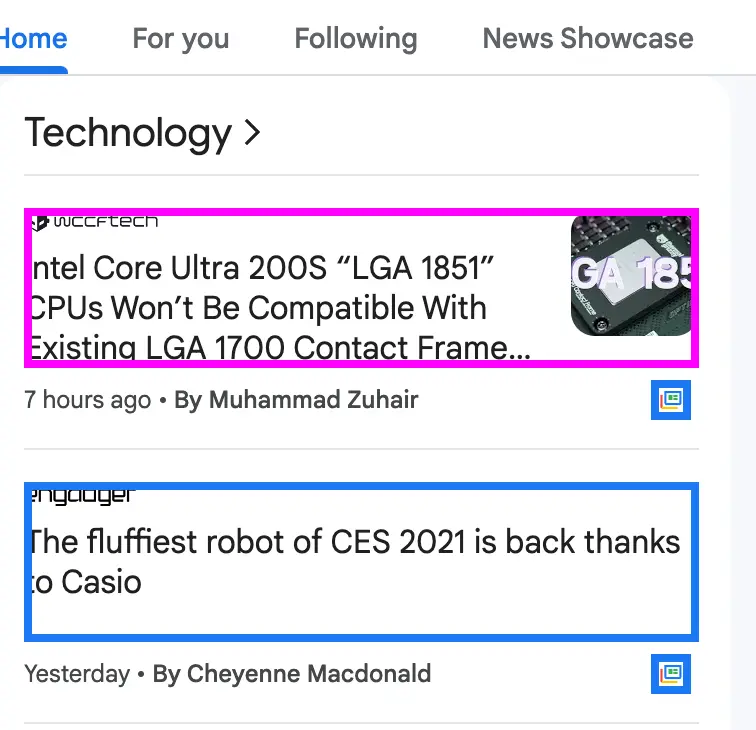 Home For you Following News Showcase
Technology
wccftech
Intel Core Ultra 200S “LGA 1851”
CPUs Won’t Be Compatible With
Existing LGA 1700 Contact Frame...
GA 185
7 hours ago • By Muhammad Zuhair
engadget
The fluffiest robot of CES 2021 is back thanks
to Casio
Yesterday • By Cheyenne Macdonald